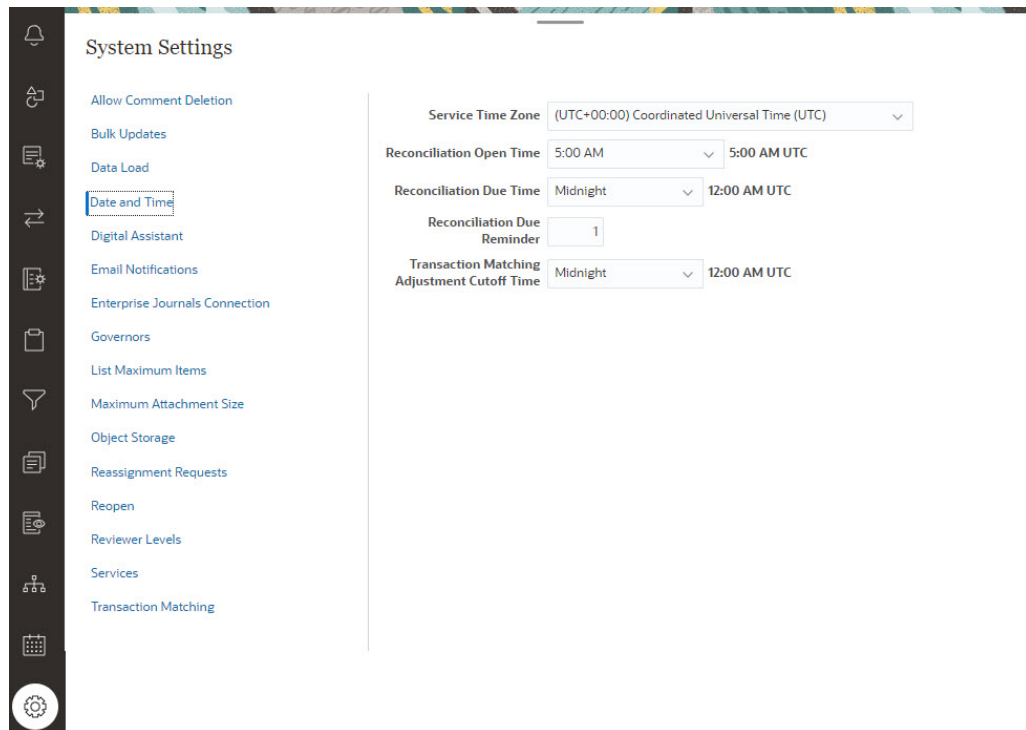 System Settings
Allow Comment Deletion
Bulk Updates
Data Load
Date and Time
Digital Assistant
Email Notifications
Enterprise Journals Connection
Governors
List Maximum Items
Maximum Attachment Size
Object Storage
Reassignment Requests
Reopen
Reviewer Levels
Services
Transaction Matching
Service Time Zone (UTC+00:00) Coordinated Universal Time (UTC)
Reconciliation Open Time 5:00 AM 5:00 AM UTC
Reconciliation Due Time Midnight 12:00 AM UTC
Reconciliation Due
Reminder 1
Transaction Matching
Adjustment Cutoff Time Midnight 12:00 AM UTC